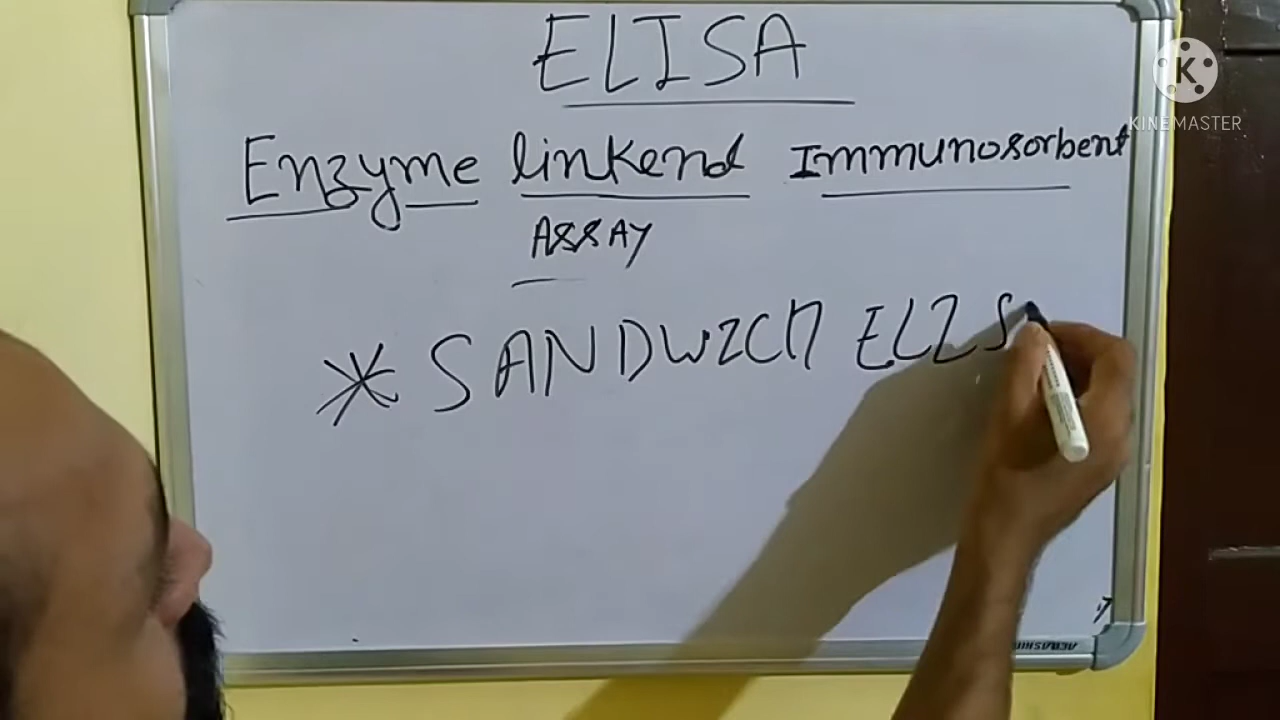 ELISA
Enzyme linkend Immunosorbent
ASSAY
* SANDWICH ELIS
K
KINEMASTER